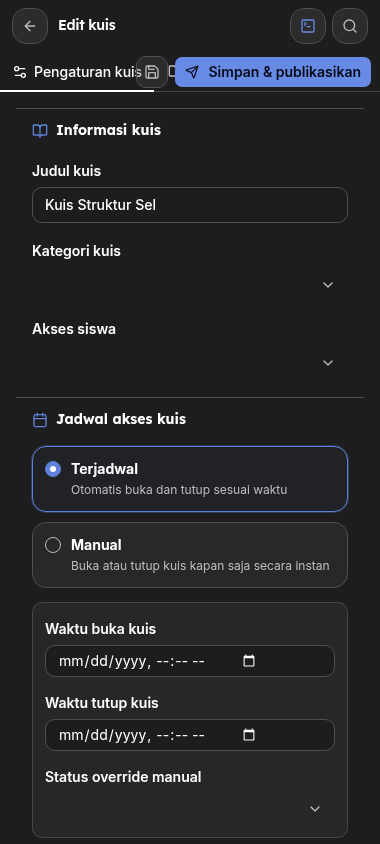 Edit kuis
Pengaturan kuis
Simpan & publikasikan
Informasi kuis
Judul kuis
Kuis Struktur Sel
Kategori kuis
Akses siswa
Jadwal akses kuis
Terjadwal
Otomatis buka dan tutup sesuai waktu
Manual
Buka atau tutup kuis kapan saja secara instan
Waktu buka kuis
mm/dd/yyyy, --:-- --
Waktu tutup kuis
mm/dd/yyyy, --:-- --
Status override manual